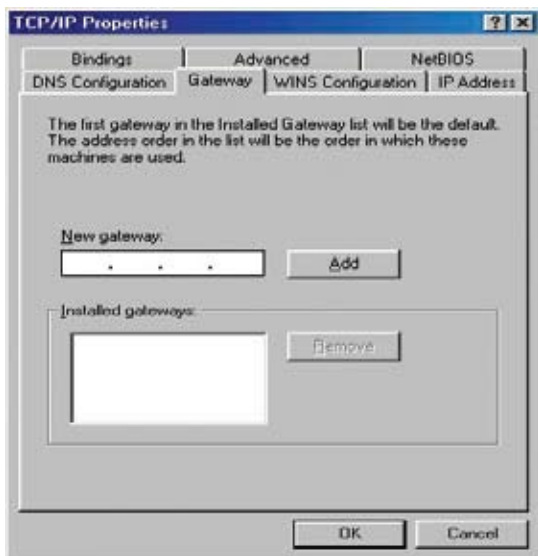 TCP/IP Properties
Bindings Advanced NetBIOS
DNS Configuration Gateway WINS Configuration IP Address
The first gateway in the Installed Gateway list will be the default.
The address order in the list will be the order in which these
machines are used.
New gateway:
. . .
Add
Installed gateways:
Remove
OK Cancel